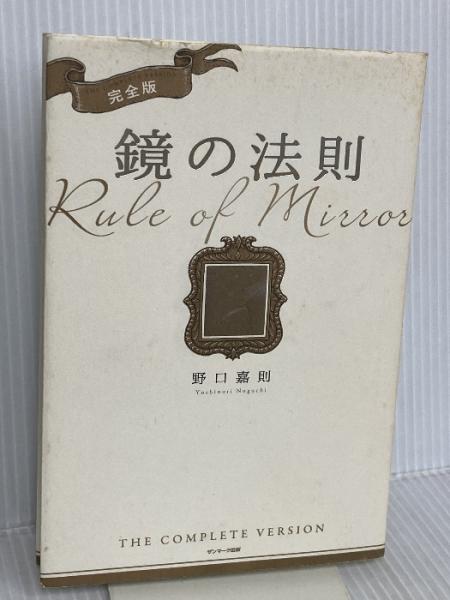 完全版
鏡の法則
Rule of Mirror
野口嘉則
Yoshinori Noguchi
THE COMPLETE VERSION
サンマーク出版